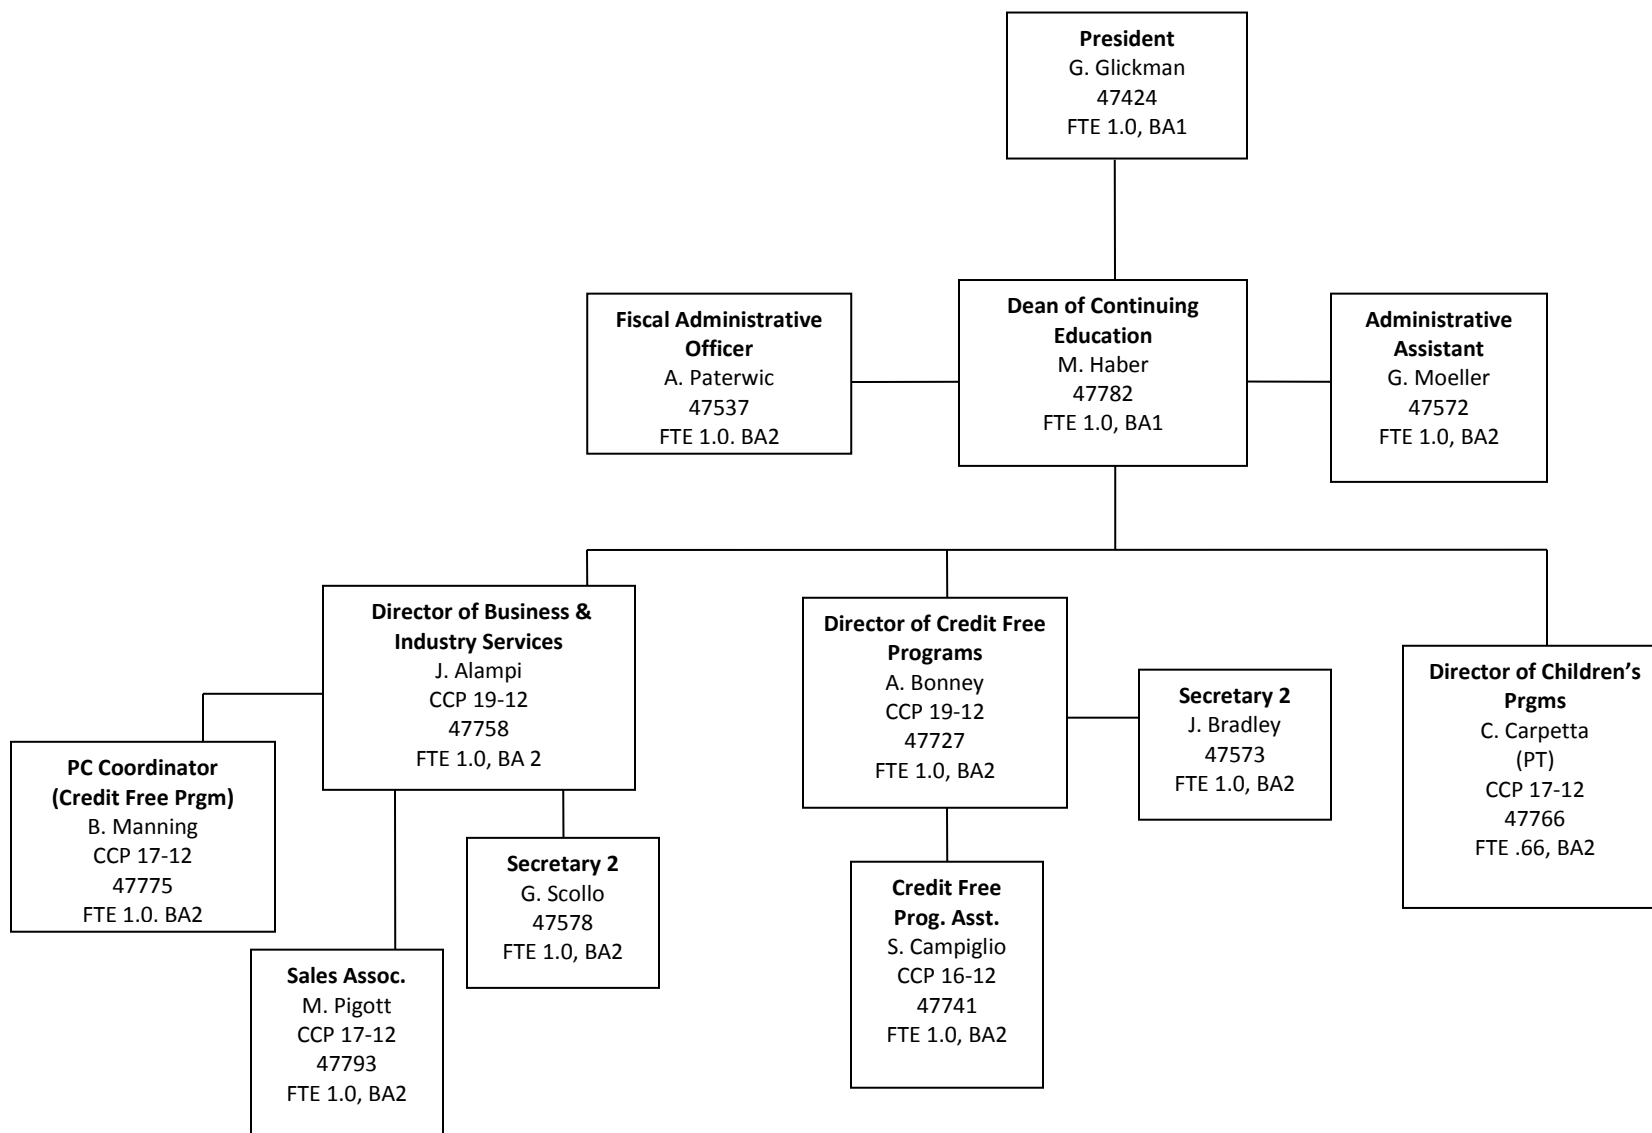 President
G. Glickman
47424
FTE 1.0, BA1
Fiscal Administrative
Officer
A. Paterwic
47537
FTE 1.0. BA2
Dean of Continuing
Education
M. Haber
47782
FTE 1.0, BA1
Administrative
Assistant
G. Moeller
47572
FTE 1.0, BA2
Director of Business &
Industry Services
J. Alampi
CCP 19-12
47758
FTE 1.0, BA 2
Director of Credit Free
Programs
A. Bonney
CCP 19-12
47727
FTE 1.0, BA2
Secretary 2
J. Bradley
47573
FTE 1.0, BA2
Director of Children’s
Prgms
C. Carpetta
(PT)
CCP 17-12
47766
FTE .66, BA2
PC Coordinator
(Credit Free Prgm)
B. Manning
CCP 17-12
47775
FTE 1.0. BA2
Secretary 2
G. Scollo
47578
FTE 1.0, BA2
Credit Free
Prog. Asst.
S. Campiglio
CCP 16-12
47741
FTE 1.0, BA2
Sales Assoc.
M. Pigott
CCP 17-12
47793
FTE 1.0, BA2